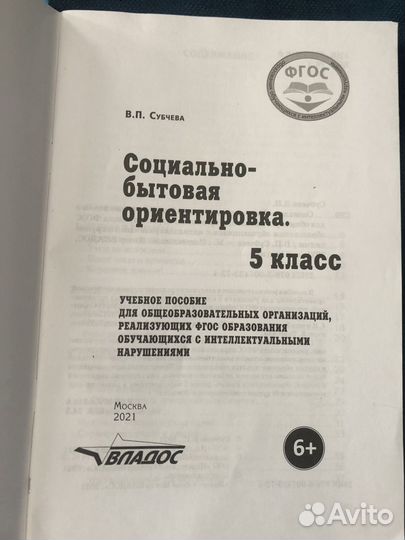 ФГОС
В.П. Субчева
Социально-
бытовая
ориентировка.
5 класс
УЧЕБНОЕ ПОСОБИЕ
ДЛЯ ОБЩЕОБРАЗОВАТЕЛЬНЫХ ОРГАНИЗАЦИЙ,
РЕАЛИЗУЮЩИХ ФГОС ОБРАЗОВАНИЯ
ОБУЧАЮЩИХСЯ С ИНТЕЛЛЕКТУАЛЬНЫМИ
НАРУШЕНИЯМИ
Москва
2021
ВЛАДОС
6+
Avito